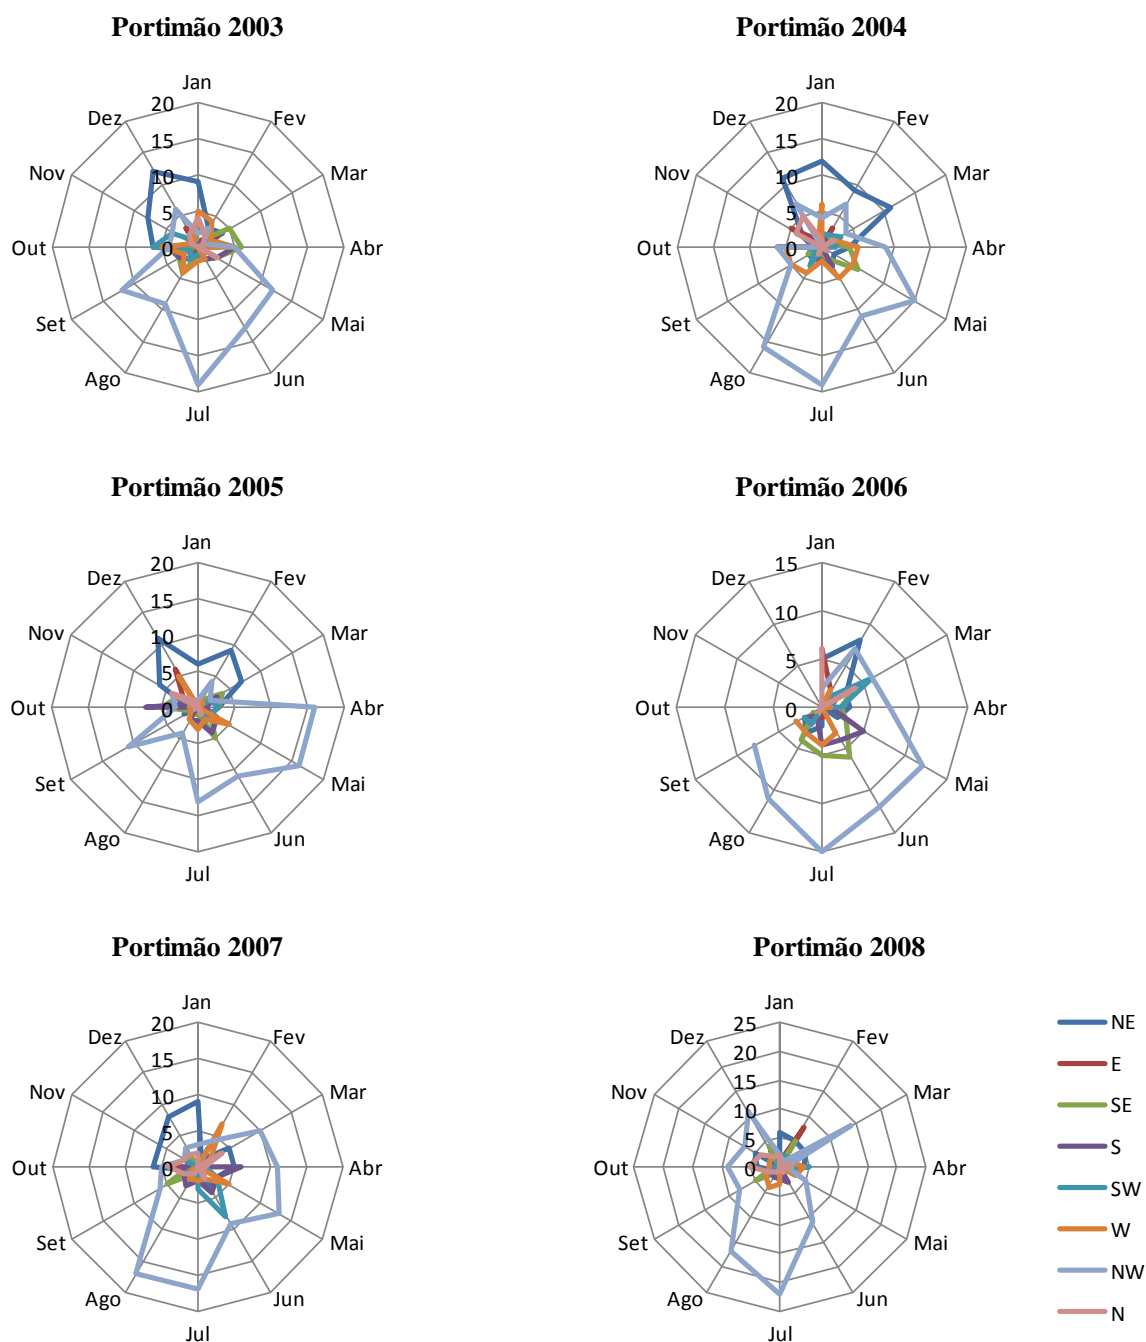 Portimão 2003
Jan
Fev
Mar
Abr
Mai
Jun
Jul
Ago
Set
Out
Nov
Dez
20
15
10
5
0
Portimão 2004
Jan
Fev
Mar
Abr
Mai
Jun
Jul
Ago
Set
Out
Nov
Dez
20
15
10
5
0
Portimão 2005
Jan
Fev
Mar
Abr
Mai
Jun
Jul
Ago
Set
Out
Nov
Dez
20
15
10
5
0
Portimão 2006
Jan
Fev
Mar
Abr
Mai
Jun
Jul
Ago
Set
Out
Nov
Dez
15
10
5
0
Portimão 2007
Jan
Fev
Mar
Abr
Mai
Jun
Jul
Ago
Set
Out
Nov
Dez
20
15
10
5
0
Portimão 2008
Jan
Fev
Mar
Abr
Mai
Jun
Jul
Ago
Set
Out
Nov
Dez
25
20
15
10
5
0
NE
E
SE
S
SW
W
NW
N